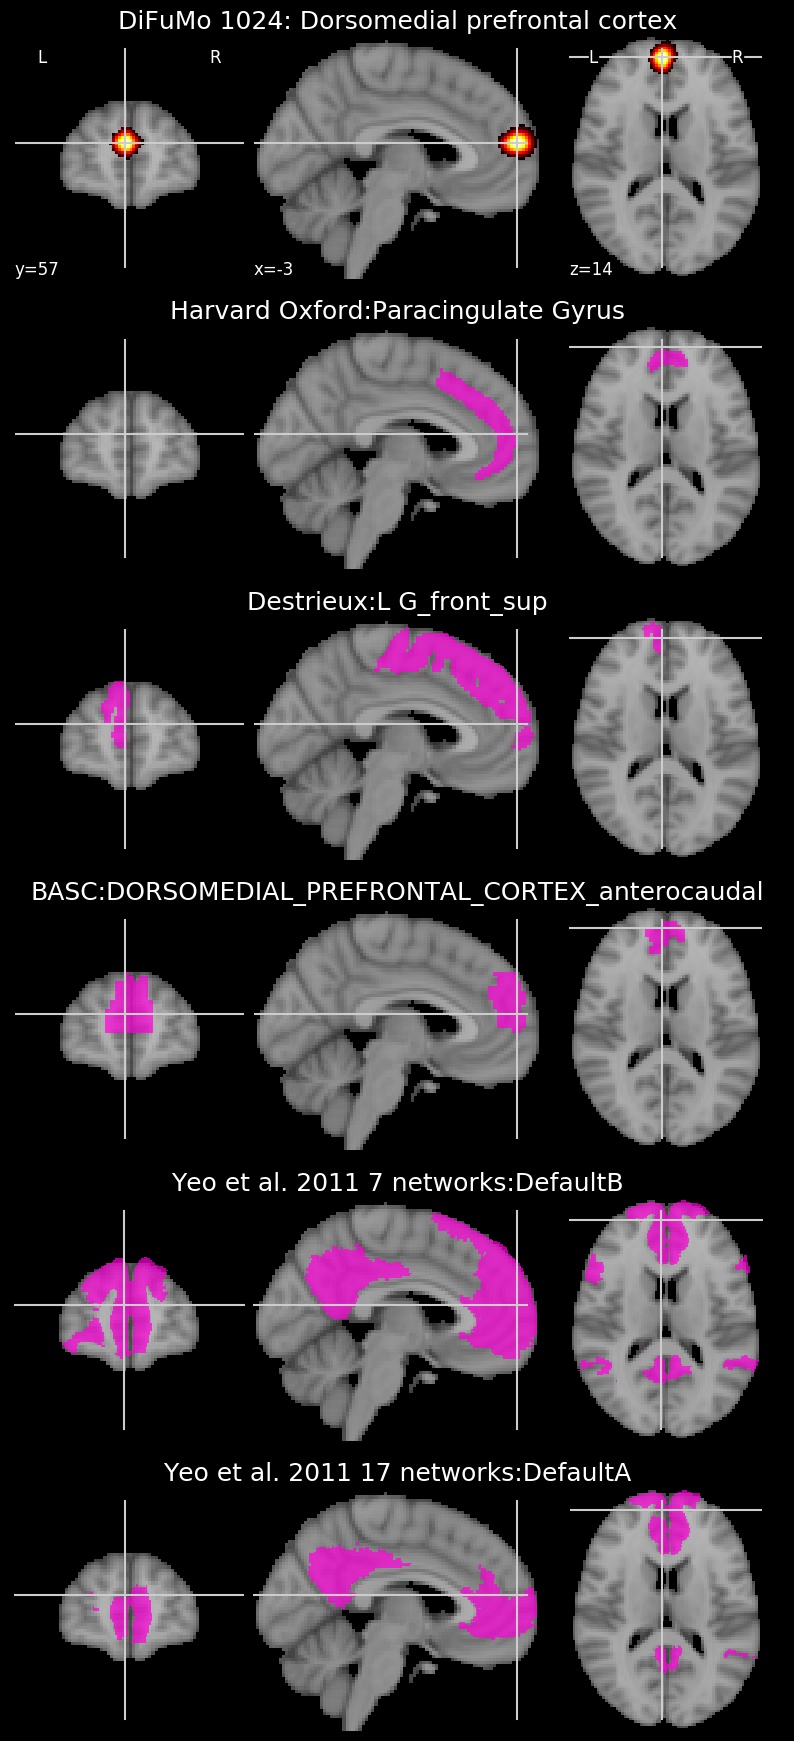 DiFuMo 1024: Dorsomedial prefrontal cortex
L R L R
y=57 x=-3 z=14
Harvard Oxford:Paracingulate Gyrus
Destrieux:L G_front_sup
BASC:DORSOMEDIAL_PREFRONTAL_CORTEX_anterocaudal
Yeo et al. 2011 7 networks:DefaultB
Yeo et al. 2011 17 networks:DefaultA